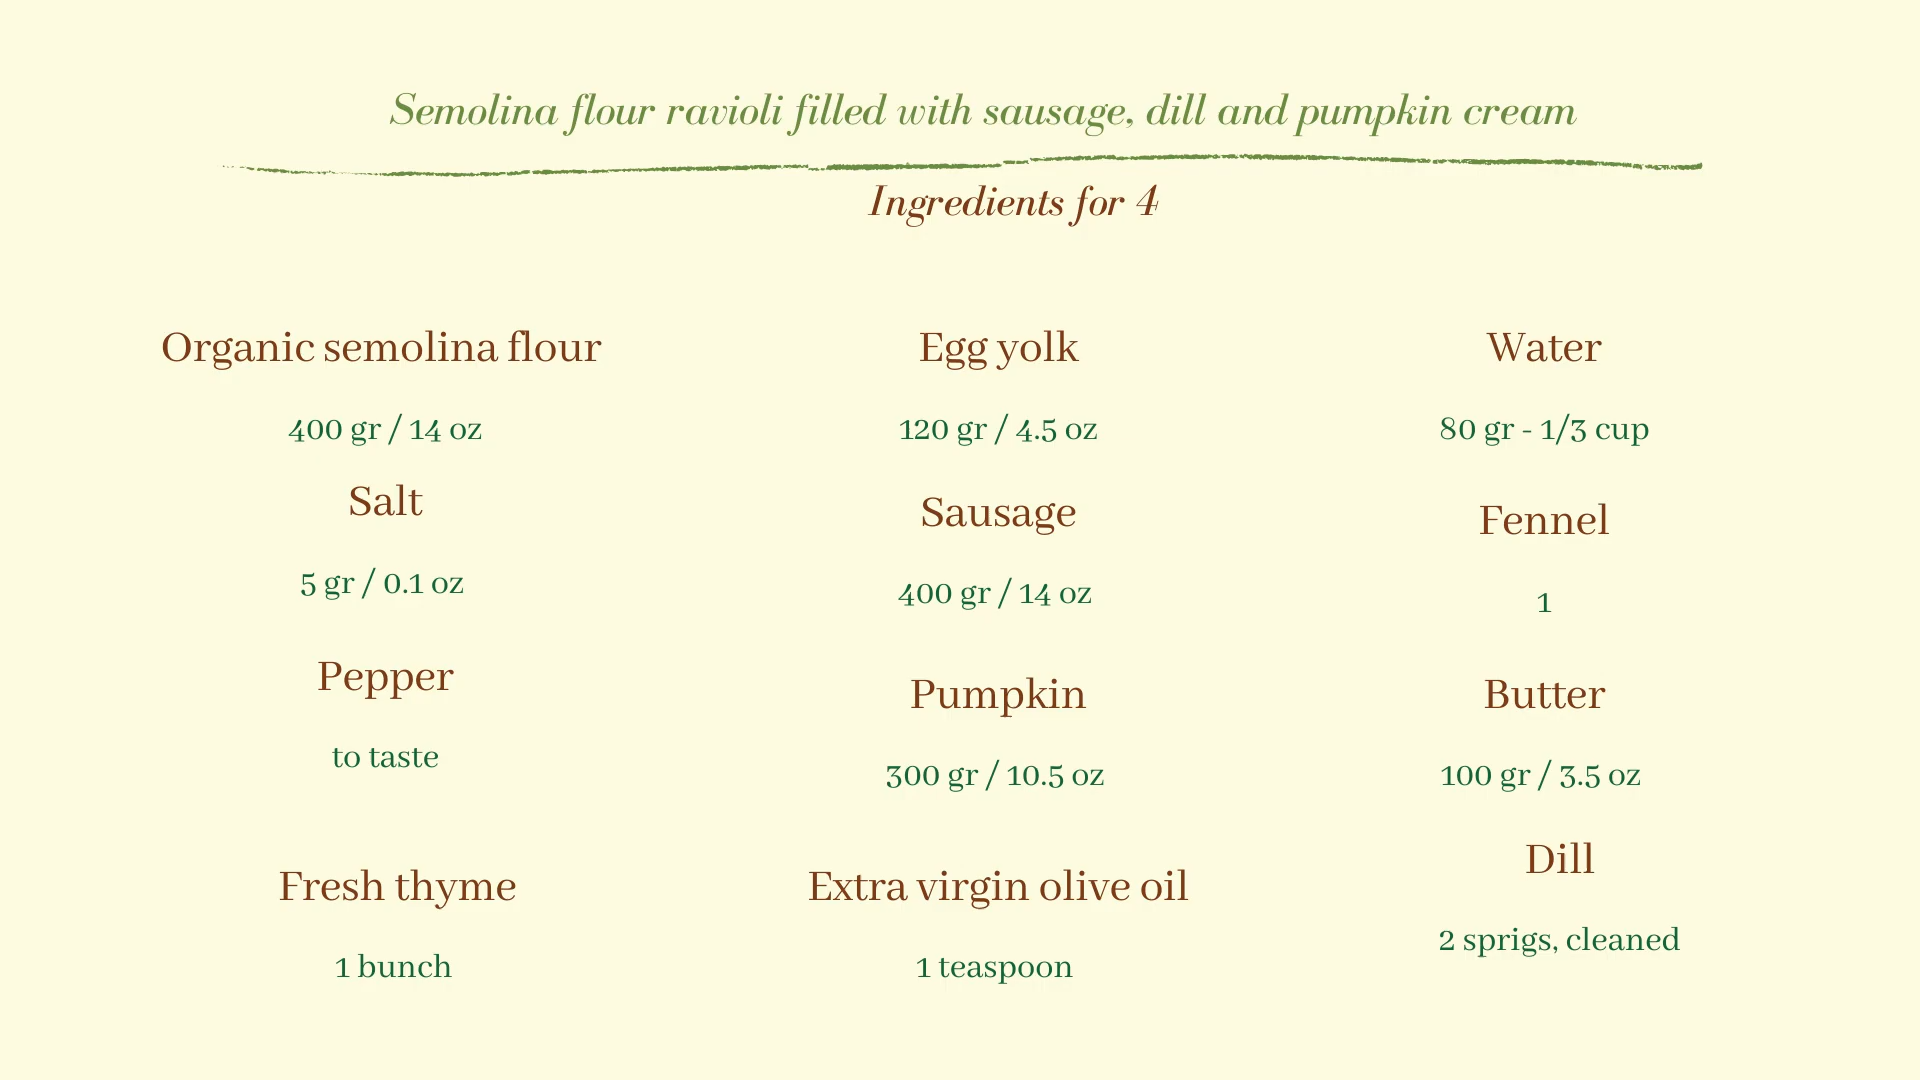 Semolina flour ravioli filled with sausage, dill and pumpkin cream
Ingredients for 4
Organic semolina flour
400 gr / 14 oz
Egg yolk
120 gr / 4.5 oz
Water
80 gr - 1/3 cup
Salt
5 gr / 0.1 oz
Sausage
400 gr / 14 oz
Fennel
1
Pepper
to taste
Pumpkin
300 gr / 10.5 oz
Butter
100 gr / 3.5 oz
Fresh thyme
1 bunch
Extra virgin olive oil
1 teaspoon
Dill
2 sprigs, cleaned